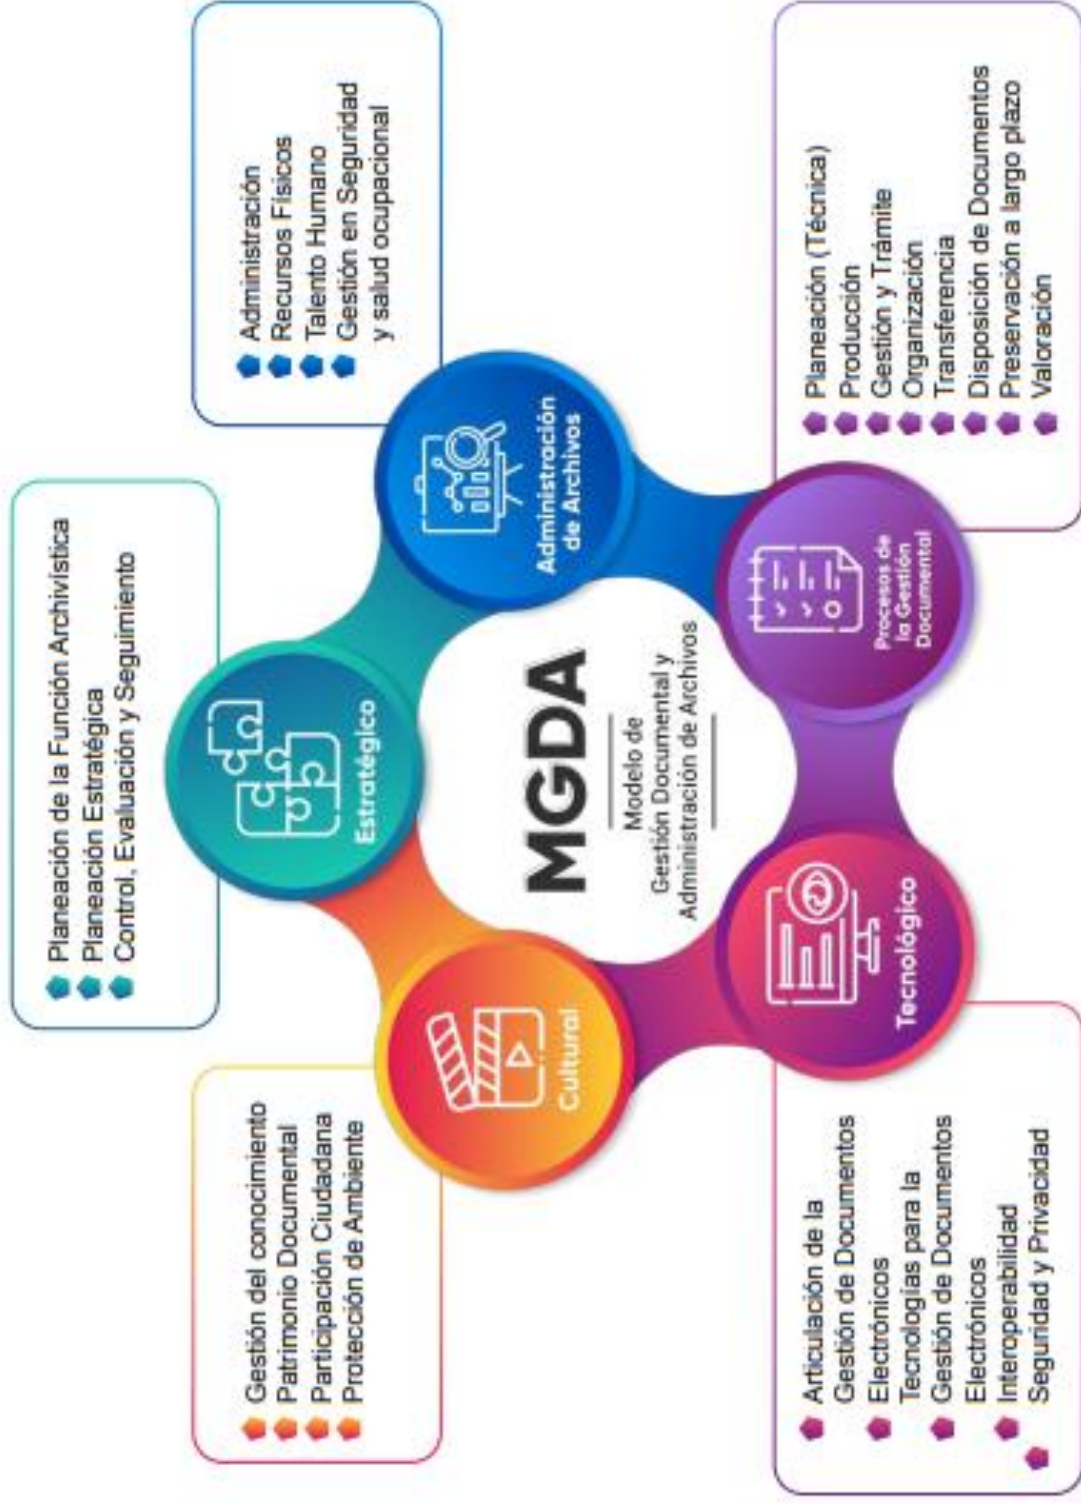 Planeación de la Función Archivística
Planeación Estratégica
Control, Evaluación y Seguimiento
Gestión del conocimiento
Patrimonio Documental
Participación Ciudadana
Protección de Ambiente
Administración
Recursos Físicos
Talento Humano
Gestión en Seguridad
y salud ocupacional
Estratégico
Cultural
Administración
de Archivos
MGDA
Modelo de
Gestión Documental y
Administración de Archivos
Tecnológico
Procesos de
la Gestión
Documental
Articulación de la
Gestión de Documentos
Electrónicos
Tecnologías para la
Gestión de Documentos
Electrónicos
Interoperabilidad
Seguridad y Privacidad
Planeación (Técnica)
Producción
Gestión y Trámite
Organización
Transferencia
Disposición de Documentos
Preservación a largo plazo
Valoración